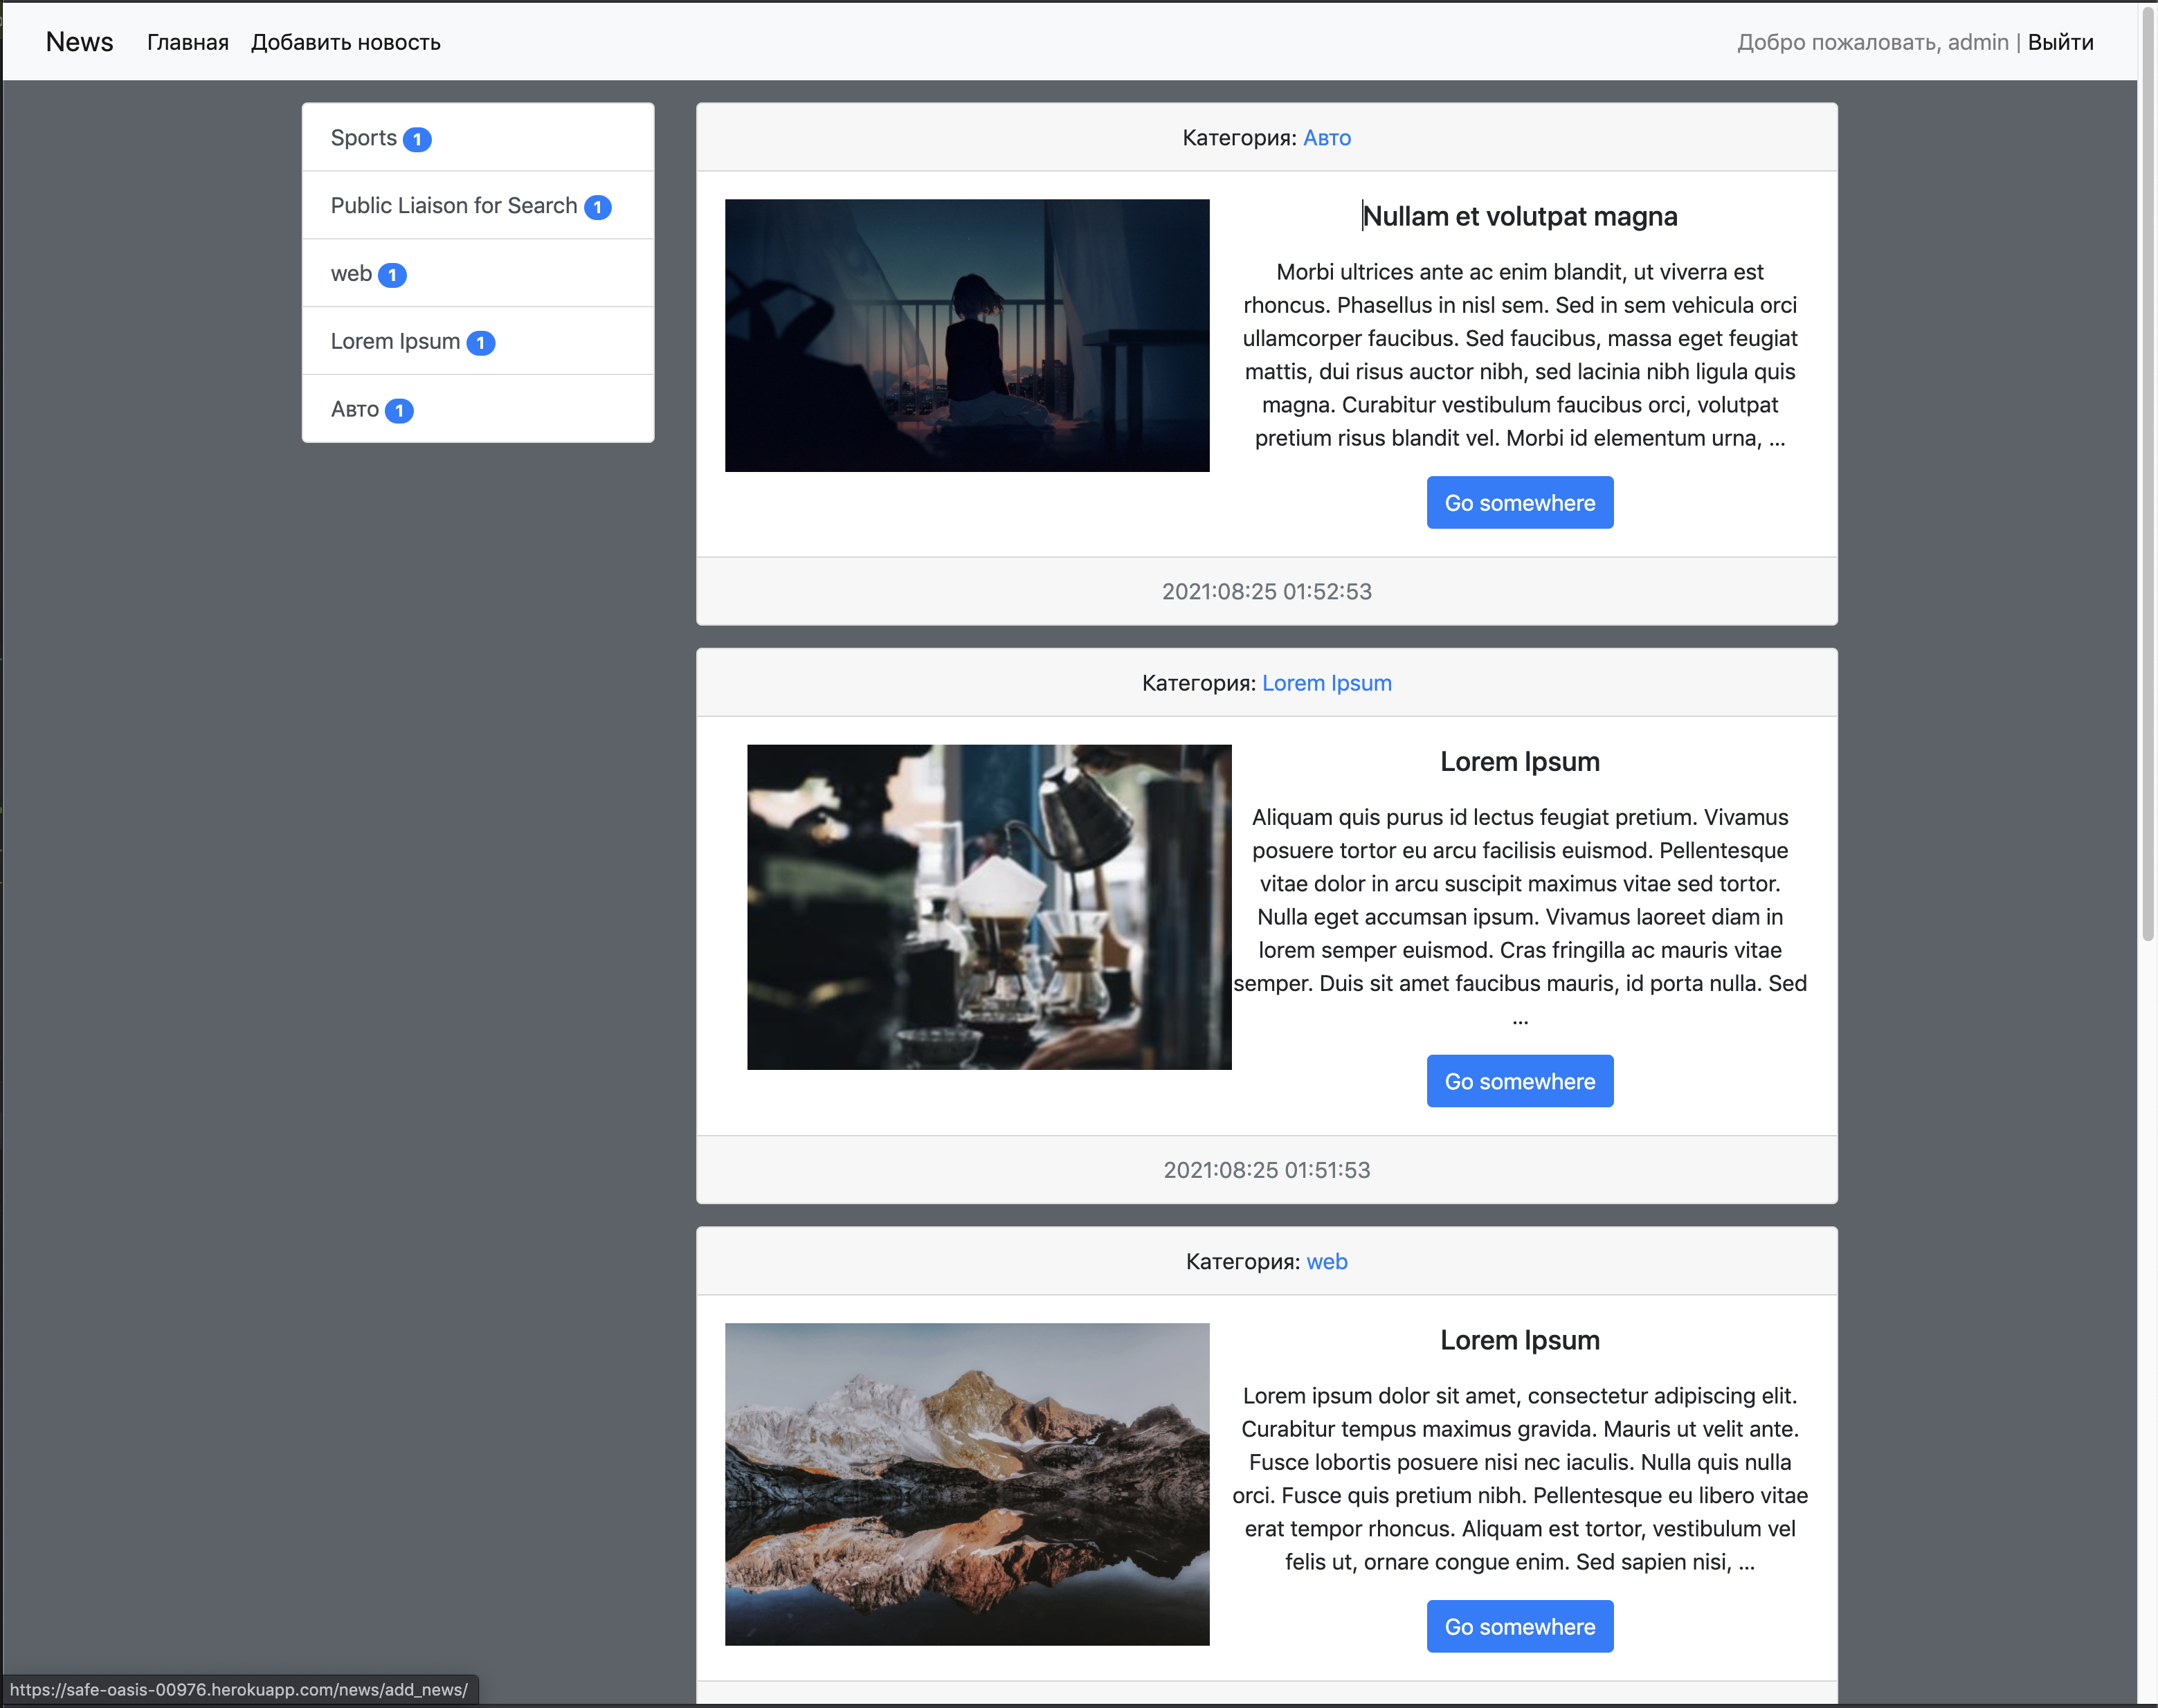 News Главная Добавить новость Добро пожаловать, admin | Выйти
Sports 1
Public Liaison for Search 1
web 1
Lorem Ipsum 1
Авто 1
Категория: Авто
Nullam et volutpat magna
Morbi ultrices ante ac enim blandit, ut viverra est
rhoncus. Phasellus in nisl sem. Sed in sem vehicula orci
ullamcorper faucibus. Sed faucibus, massa eget feugiat
mattis, dui risus auctor nibh, sed lacinia nibh ligula quis
magna. Curabitur vestibulum faucibus orci, volutpat
pretium risus blandit vel. Morbi id elementum urna, ...
Go somewhere
2021:08:25 01:52:53
Категория: Lorem Ipsum
Lorem Ipsum
Aliquam quis purus id lectus feugiat pretium. Vivamus
posuere tortor eu arcu facilisis euismod. Pellentesque
vitae dolor in arcu suscipit maximus vitae sed tortor.
Nulla eget accumsan ipsum. Vivamus laoreet diam in
lorem semper euismod. Cras fringilla ac mauris vitae
semper. Duis sit amet faucibus mauris, id porta nulla. Sed
...
Go somewhere
2021:08:25 01:51:53
Категория: web
Lorem Ipsum
Lorem ipsum dolor sit amet, consectetur adipiscing elit.
Curabitur tempus maximus gravida. Mauris ut velit ante.
Fusce lobortis posuere nisi nec iaculis. Nulla quis nulla
orci. Fusce quis pretium nibh. Pellentesque eu libero vitae
erat tempor rhoncus. Aliquam est tortor, vestibulum vel
felis ut, ornare congue enim. Sed sapien nisi, ...
Go somewhere
https://safe-oasis-00976.herokuapp.com/news/add_news/